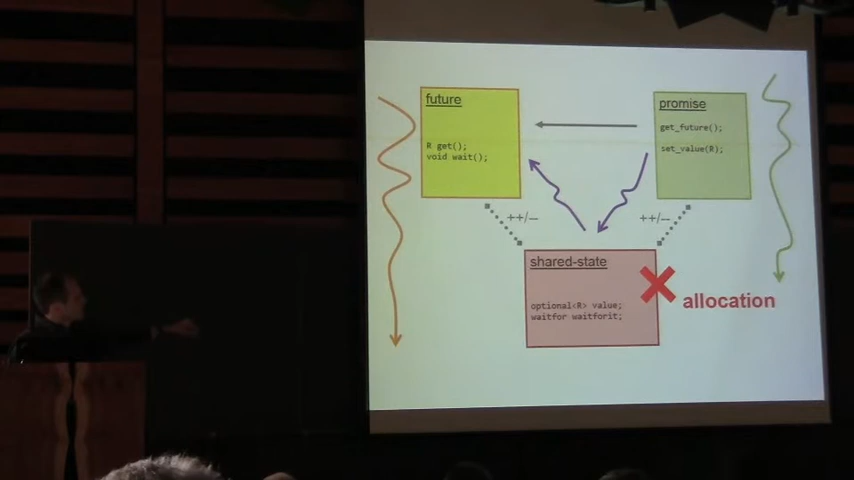 future
R get();
void wait();
promise
get_future();
set_value(R);
++/--
++/--
shared-state
optional<R> value;
waitfor waitforit;
allocation